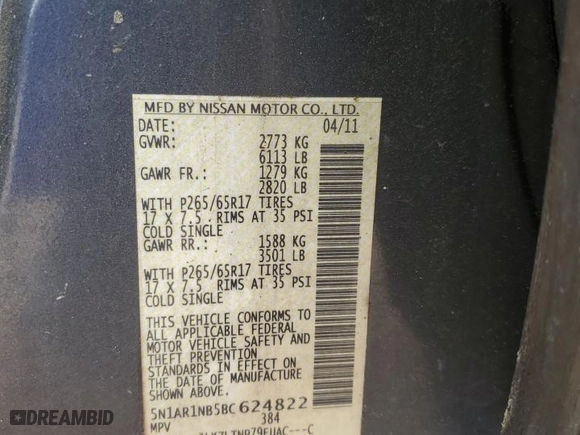 MFD BY NISSAN MOTOR CO., LTD.
DATE: 04/11
GVWR: 2773 KG
6113 LB
GAWR FR.: 1279 KG
2820 LB
WITH P265/65R17 TIRES
17 X 7.5 RIMS AT 35 PSI
COLD SINGLE
GAWR RR.: 1588 KG
3501 LB
WITH P265/65R17 TIRES
17 X 7.5 RIMS AT 35 PSI
COLD SINGLE
THIS VEHICLE CONFORMS TO
ALL APPLICABLE FEDERAL
MOTOR VEHICLE SAFETY AND
THEFT PREVENTION
STANDARDS IN EFFECT ON
THE DATE OF MANUFACTURE
SHOWN ABOVE.
5N1AR1NB5BC624822
MPV 384
DREAMBID
DREAMBID